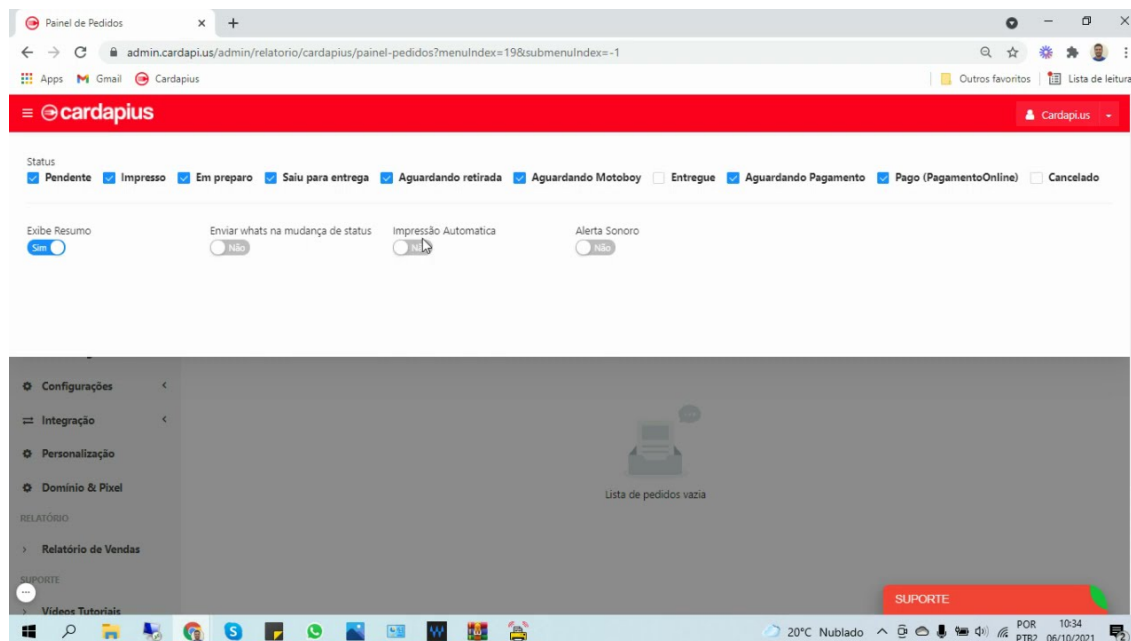 Painel de Pedidos
admin.cardapi.us/admin/relatorio/cardapius/painel-pedidos?menuIndex=19&submenuIndex=-1
Apps Gmail Cardapius Outros favoritos Lista de leitura
cardapius Cardapi.us
Status
Pendente Impresso Em preparo Saiu para entrega Aguardando retirada Aguardando Motoboy Entregue Aguardando Pagamento Pago (PagamentoOnline) Cancelado
Exibe Resumo Enviar whats na mudança de status Impressão Automatica Alerta Sonoro
Sim Não Não
Configurações
Integração
Personalização
Domínio & Pixel
Lista de pedidos vazia
RELATÓRIO
Relatório de Vendas
SUPORTE
SUPORTE
Vídeos Tutoriais
20°C Nublado POR 10:34
PTB2 06/10/2021